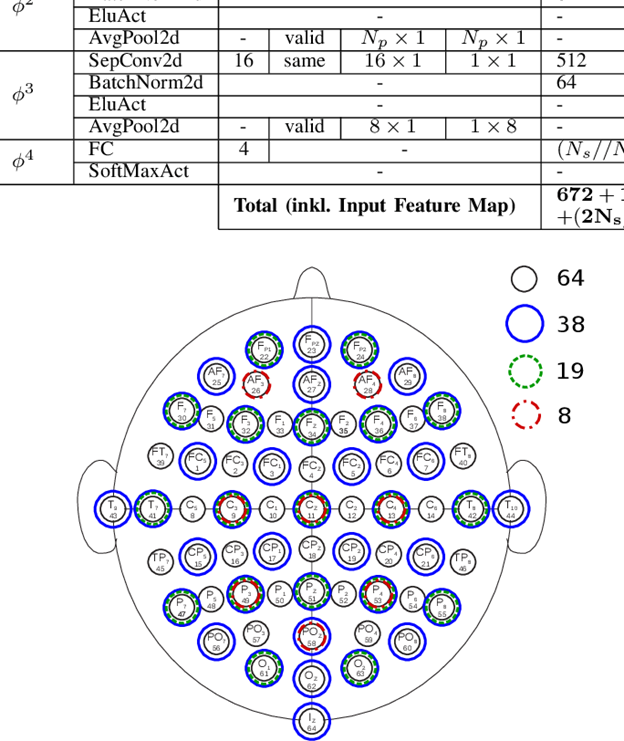 ϕ2
EluAct - -
AvgPool2d - valid Np × 1 Np × 1 -
ϕ3
SepConv2d 16 same 16 × 1 1 × 1 512
BatchNorm2d - 64
EluAct - -
AvgPool2d - valid 8 × 1 1 × 8 -
ϕ4
FC 4 - (Ns//N
SoftMaxAct - -
Total (inkl. Input Feature Map) 672 + 1
+(2Ns
64
38
19
8
FP1 22
FPZ 23
FP2 24
AF 25
AF3 26
AFZ 27
AF4 28
AF8 29
F7 30
F5 31
F3 32
F1 33
FZ 34
F2 35
F4 36
F6 37
F8 38
FT7 39
FC5 1
FC3 2
FC1 3
FCZ 4
FC2 5
FC4 6
FC6 7
FT8 40
T9 43
T7 41
C5 8
C3 9
C1 10
CZ 11
C2 12
C4 13
C6 14
T8 42
T10 44
TP7 45
CP5 15
CP3 16
CP1 17
CPZ 18
CP2 19
CP4 20
CP6 21
TP8 46
P7 47
P5 48
P3 49
P1 50
PZ 51
P2 52
P4 53
P6 54
P8 55
PO7 56
PO3 57
POZ 58
PO4 59
PO8 60
O1 61
OZ 62
O2 63
IZ 64